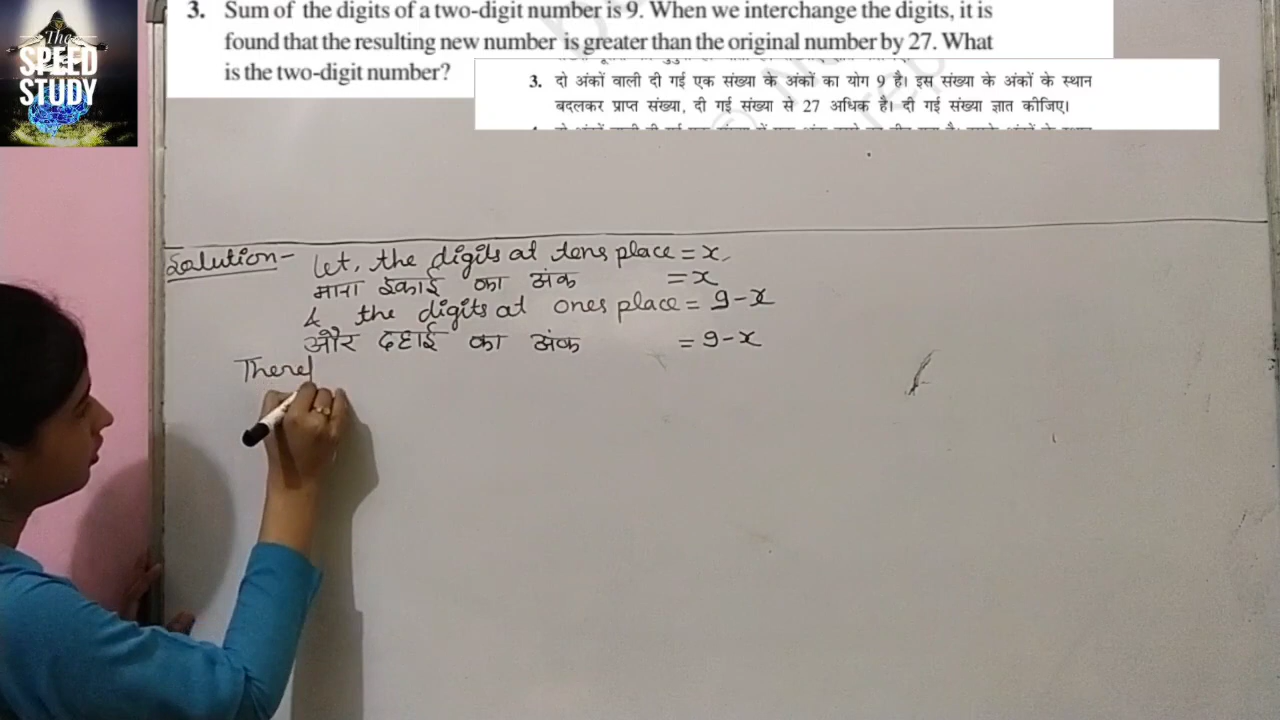 The
SPEED
STUDY
3. Sum of the digits of a two-digit number is 9. When we interchange the digits, it is
found that the resulting new number is greater than the original number by 27. What
is the two-digit number?
3. दो अंकों वाली दी गई एक संख्या के अंकों का योग 9 है। इस संख्या के अंकों के स्थान
बदलकर प्राप्त संख्या, दी गई संख्या से 27 अधिक है। दी गई संख्या ज्ञात कीजिए।
Solution- Let, the digits at tens place = x,
माना ईकाई का अंक = x
& the digits at ones place = 9-x
और दहाई का अंक = 9-x
Theref